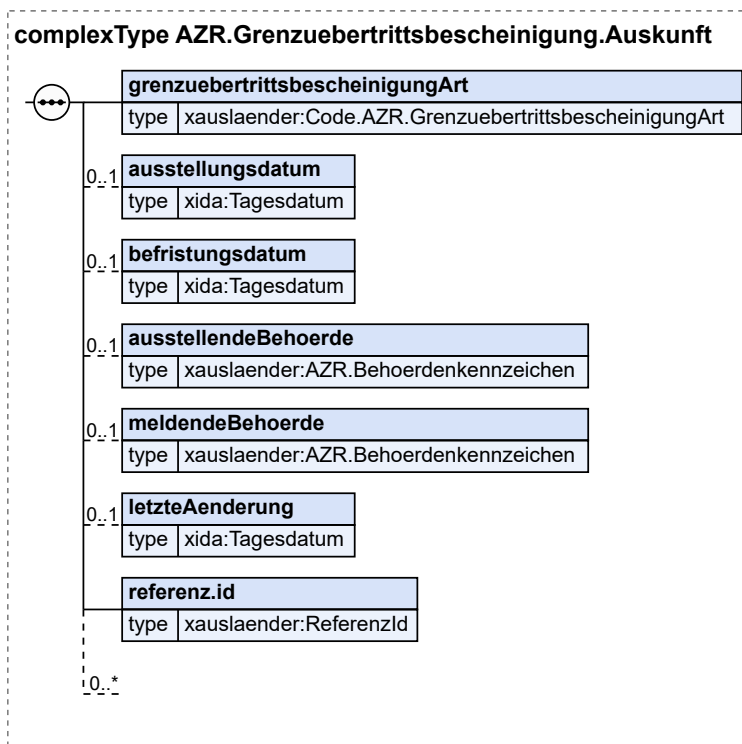 complexType AZR.Grenzuebertrittsbescheinigung.Auskunft
grenzuebertrittsbescheinigungArt
type xauslaender:Code.AZR.GrenzuebertrittsbescheinigungArt
0..1 ausstellungsdatum
type xida:Tagesdatum
0..1 befristungsdatum
type xida:Tagesdatum
0..1 ausstellendeBehoerde
type xauslaender:AZR.Behoerdenkennzeichen
0..1 meldendeBehoerde
type xauslaender:AZR.Behoerdenkennzeichen
0..1 letzteAenderung
type xida:Tagesdatum
referenz.id
type xauslaender:ReferenzId
0..*